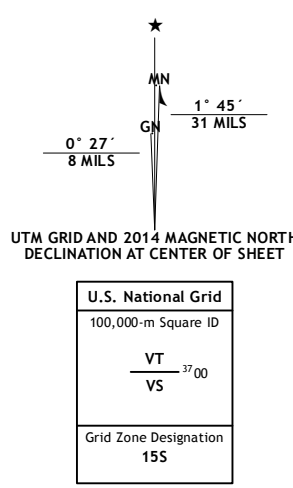 ★
MN
1° 45´
31 MILS
GN
0° 27´
8 MILS
UTM GRID AND 2014 MAGNETIC NORTH
DECLINATION AT CENTER OF SHEET
U.S. National Grid
100,000-m Square ID
VT
3700
VS
Grid Zone Designation
15S